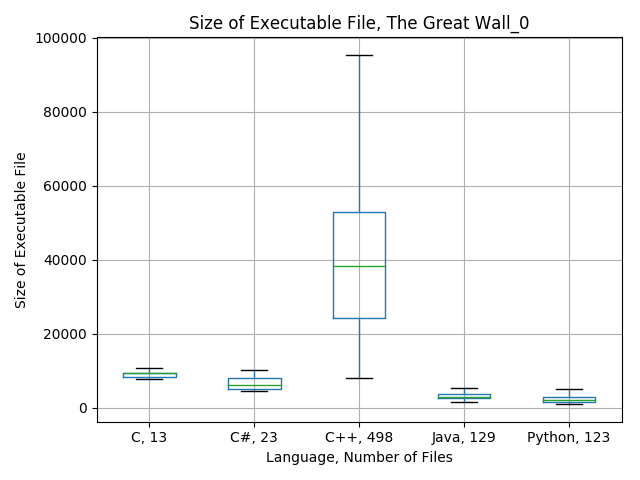 Size of Executable File, The Great Wall_0
Size of Executable File
100000
80000
60000
40000
20000
0
C, 13
C#, 23
C++, 498
Java, 129
Python, 123
Language, Number of Files